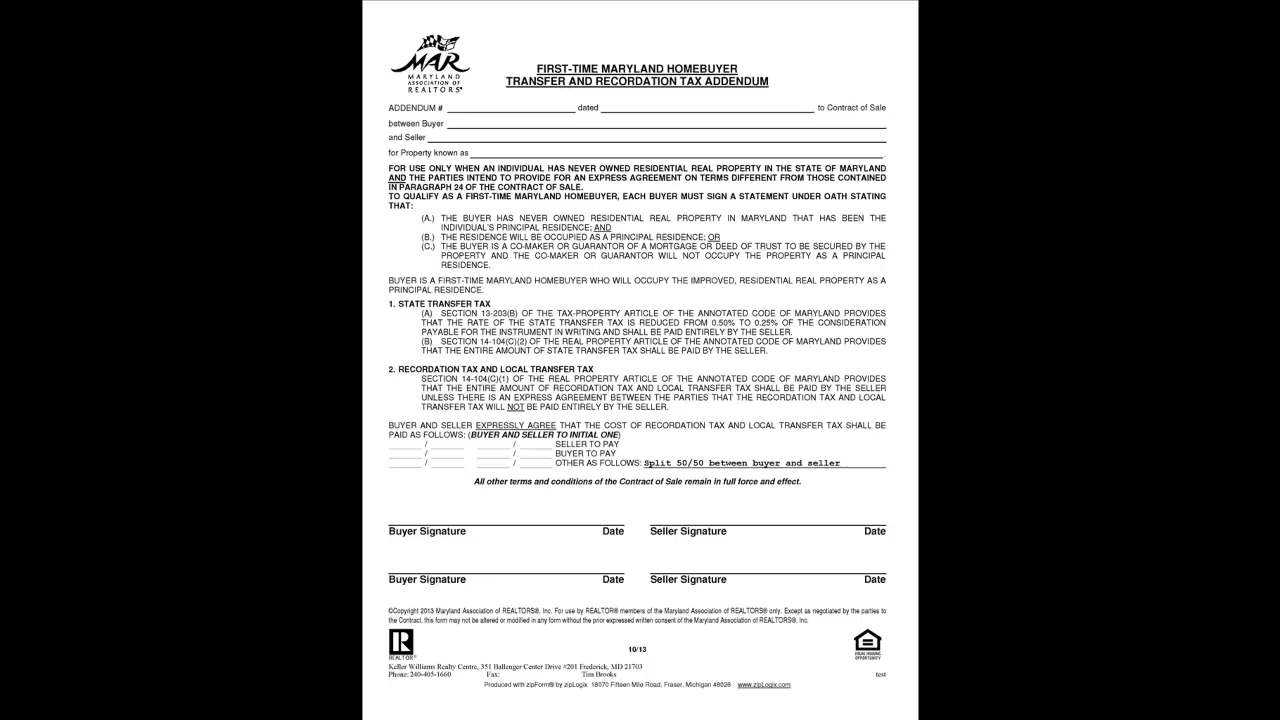 MAR
MARYLAND
ASSOCIATION OF
REALTORS®
FIRST-TIME MARYLAND HOMEBUYER
TRANSFER AND RECORDATION TAX ADDENDUM
ADDENDUM # ____________ dated ____________ to Contract of Sale
between Buyer ____________
and Seller ____________
for Property known as ____________.
FOR USE ONLY WHEN AN INDIVIDUAL HAS NEVER OWNED RESIDENTIAL REAL PROPERTY IN THE STATE OF MARYLAND
AND THE PARTIES INTEND TO PROVIDE FOR AN EXPRESS AGREEMENT ON TERMS DIFFERENT FROM THOSE CONTAINED
IN PARAGRAPH 24 OF THE CONTRACT OF SALE.
TO QUALIFY AS A FIRST-TIME MARYLAND HOMEBUYER, EACH BUYER MUST SIGN A STATEMENT UNDER OATH STATING
THAT:
(A.) THE BUYER HAS NEVER OWNED RESIDENTIAL REAL PROPERTY IN MARYLAND THAT HAS BEEN THE
INDIVIDUAL'S PRINCIPAL RESIDENCE; AND
(B.) THE RESIDENCE WILL BE OCCUPIED AS A PRINCIPAL RESIDENCE; OR
(C.) THE BUYER IS A CO-MAKER OR GUARANTOR OF A MORTGAGE OR DEED OF TRUST TO BE SECURED BY THE
PROPERTY AND THE CO-MAKER OR GUARANTOR WILL NOT OCCUPY THE PROPERTY AS A PRINCIPAL
RESIDENCE.
BUYER IS A FIRST-TIME MARYLAND HOMEBUYER WHO WILL OCCUPY THE IMPROVED, RESIDENTIAL REAL PROPERTY AS A
PRINCIPAL RESIDENCE.
1. STATE TRANSFER TAX
(A) SECTION 13-203(B) OF THE TAX-PROPERTY ARTICLE OF THE ANNOTATED CODE OF MARYLAND PROVIDES
THAT THE RATE OF THE STATE TRANSFER TAX IS REDUCED FROM 0.50% TO 0.25% OF THE CONSIDERATION
PAYABLE FOR THE INSTRUMENT IN WRITING AND SHALL BE PAID ENTIRELY BY THE SELLER.
(B) SECTION 14-104(C)(2) OF THE REAL PROPERTY ARTICLE OF THE ANNOTATED CODE OF MARYLAND PROVIDES
THAT THE ENTIRE AMOUNT OF STATE TRANSFER TAX SHALL BE PAID BY THE SELLER.
2. RECORDATION TAX AND LOCAL TRANSFER TAX
SECTION 14-104(C)(1) OF THE REAL PROPERTY ARTICLE OF THE ANNOTATED CODE OF MARYLAND PROVIDES
THAT THE ENTIRE AMOUNT OF RECORDATION TAX AND LOCAL TRANSFER TAX SHALL BE PAID BY THE SELLER
UNLESS THERE IS AN EXPRESS AGREEMENT BETWEEN THE PARTIES THAT THE RECORDATION TAX AND LOCAL
TRANSFER TAX WILL NOT BE PAID ENTIRELY BY THE SELLER.
BUYER AND SELLER EXPRESSLY AGREE THAT THE COST OF RECORDATION TAX AND LOCAL TRANSFER TAX SHALL BE
PAID AS FOLLOWS: (BUYER AND SELLER TO INITIAL ONE)
______ / ______ ______ / ______ SELLER TO PAY
______ / ______ ______ / ______ BUYER TO PAY
______ / ______ ______ / ______ OTHER AS FOLLOWS: Split 50/50 between buyer and seller
All other terms and conditions of the Contract of Sale remain in full force and effect.
Buyer Signature Date Seller Signature Date
Buyer Signature Date Seller Signature Date
©Copyright 2013 Maryland Association of REALTORS®, Inc. For use by REALTOR® members of the Maryland Association of REALTORS® only. Except as negotiated by the parties to
the Contract, this form may not be altered or modified in any form without the prior expressed written consent of the Maryland Association of REALTORS®, Inc.
R
REALTOR®
10/13
EQUAL HOUSING
OPPORTUNITY
Keller Williams Realty Centre, 351 Ballenger Center Drive #201 Frederick, MD 21703
Phone: 240-405-1660 Fax: Tim Brooks test
Produced with zipForm® by zipLogix 18070 Fifteen Mile Road, Fraser, Michigan 48026 www.zipLogix.com